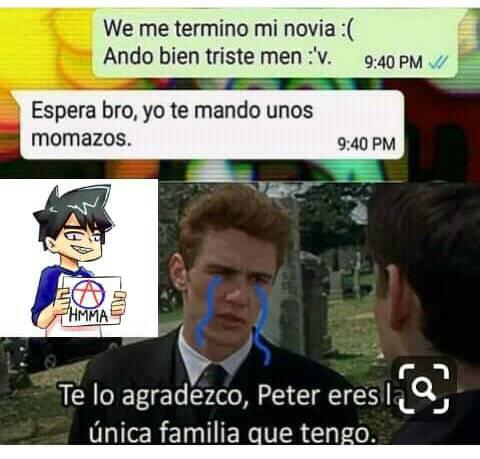 We me termino mi novia :(
Ando bien triste men :'v.
9:40 PM
Espera bro, yo te mando unos
momazos.
9:40 PM
A
HMMA
Te lo agradezco, Peter eres la
única familia que tengo.